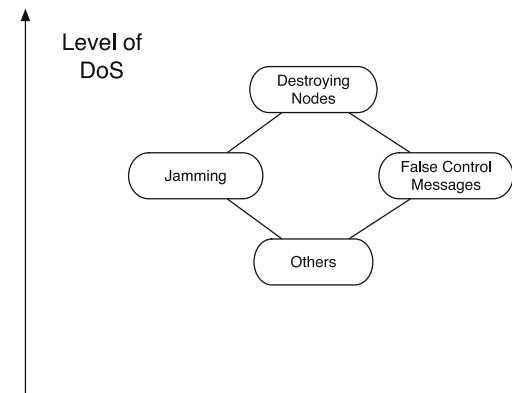 Level of
DoS
Destroying
Nodes
Jamming
False Control
Messages
Others